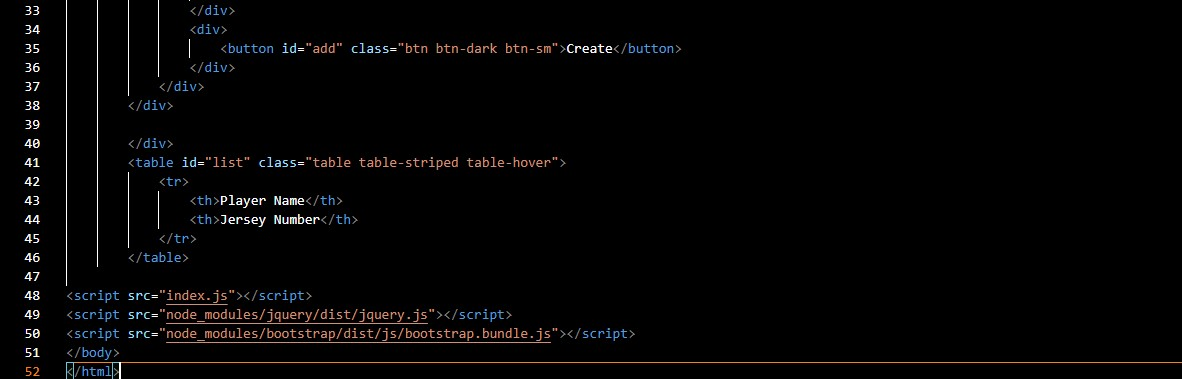 33 </div>
34 <div>
35 <button id="add" class="btn btn-dark btn-sm">Create</button>
36 </div>
37 </div>
38 </div>
39
40 </div>
41 <table id="list" class="table table-striped table-hover">
42 <tr>
43 <th>Player Name</th>
44 <th>Jersey Number</th>
45 </tr>
46 </table>
47
48 <script src="index.js"></script>
49 <script src="node_modules/jquery/dist/jquery.js"></script>
50 <script src="node_modules/bootstrap/dist/js/bootstrap.bundle.js"></script>
51 </body>
52 </html>